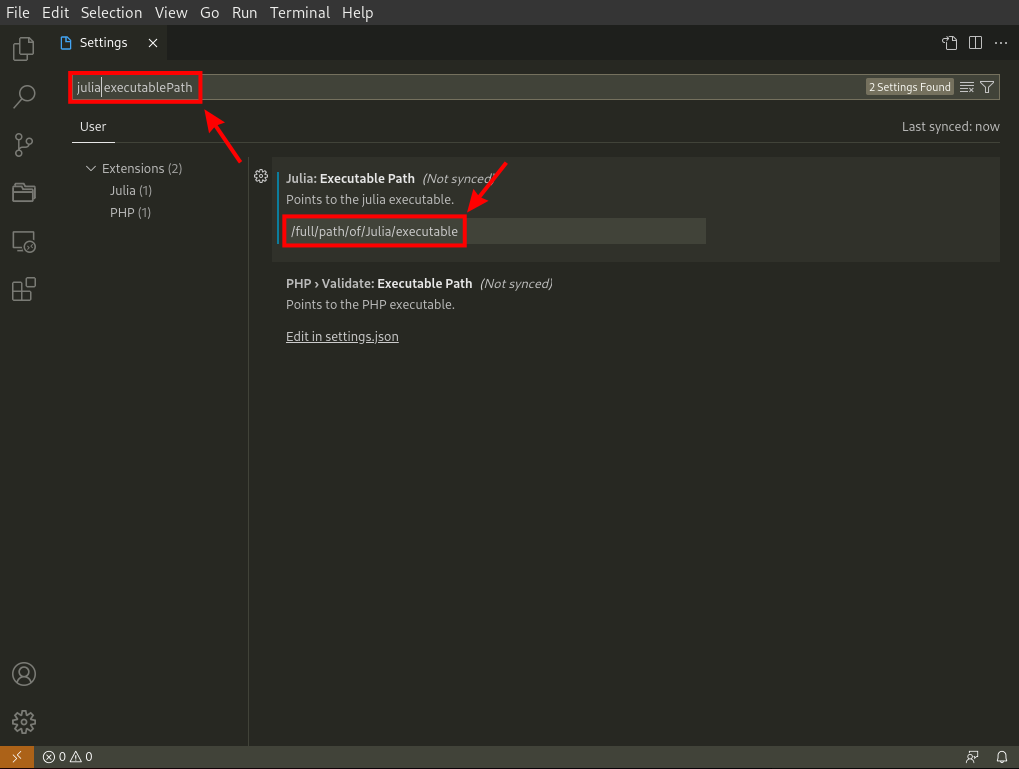 File Edit Selection View Go Run Terminal Help
Settings
julia executablePath
2 Settings Found
User
Last synced: now
Extensions (2)
Julia (1)
PHP (1)
Julia: Executable Path (Not synced)
Points to the julia executable.
/full/path/of/Julia/executable
PHP › Validate: Executable Path (Not synced)
Points to the PHP executable.
Edit in settings.json
0 0